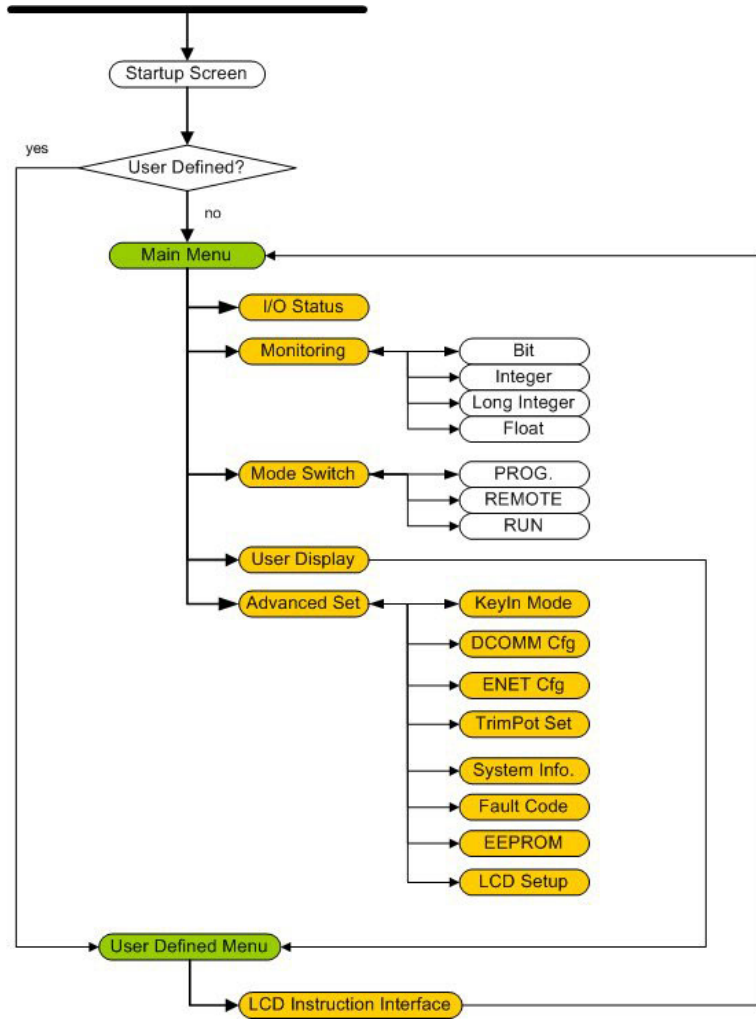 Startup Screen
yes
User Defined?
no
Main Menu
I/O Status
Monitoring
Bit
Integer
Long Integer
Float
Mode Switch
PROG.
REMOTE
RUN
User Display
Advanced Set
KeyIn Mode
DCOMM Cfg
ENET Cfg
TrimPot Set
System Info.
Fault Code
EEPROM
LCD Setup
User Defined Menu
LCD Instruction Interface